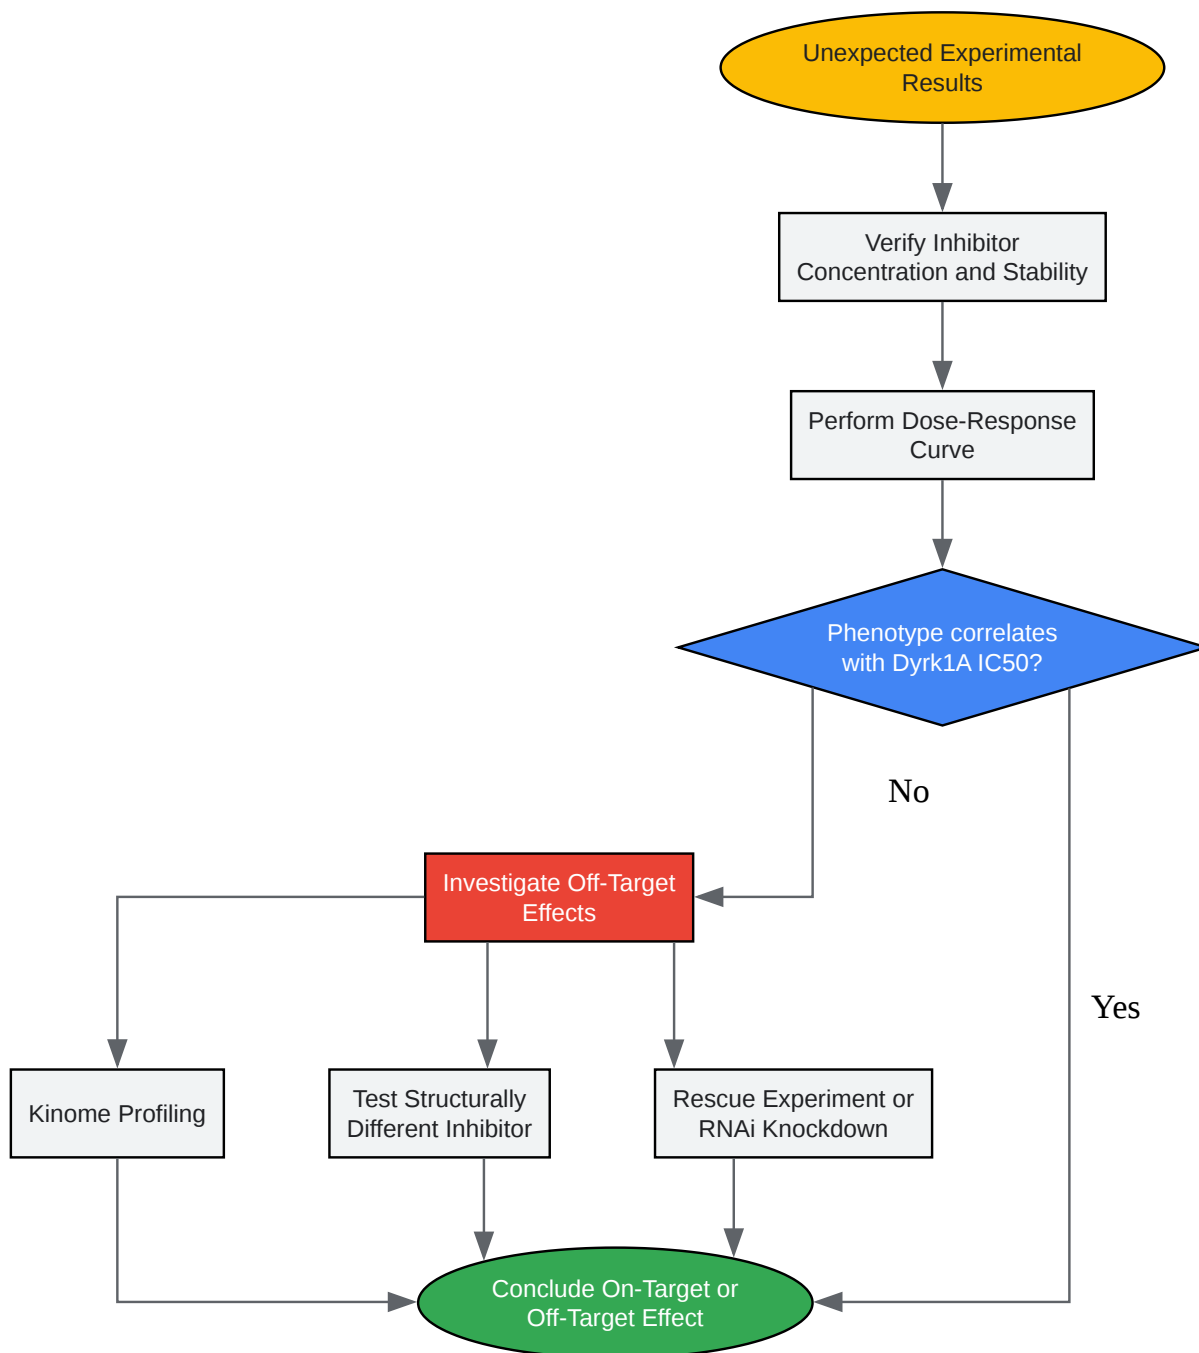 Unexpected Experimental
Results
Verify Inhibitor
Concentration and Stability
Perform Dose-Response
Curve
Phenotype correlates
with Dyrk1A IC50?
No
Investigate Off-Target
Effects
Yes
Kinome Profiling
Test Structurally
Different Inhibitor
Rescue Experiment or
RNAi Knockdown
Conclude On-Target or
Off-Target Effect